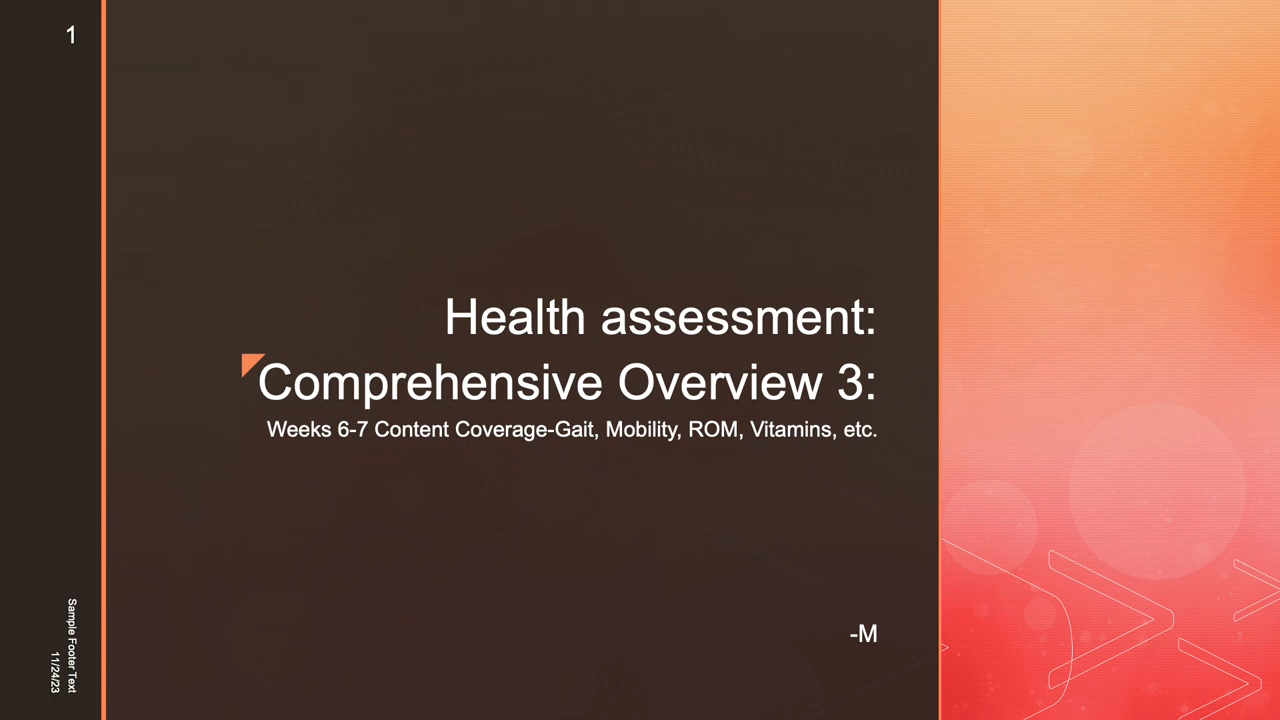 1
Health assessment:
Comprehensive Overview 3:
Weeks 6-7 Content Coverage-Gait, Mobility, ROM, Vitamins, etc.
-M
Sample Footer Text
11/24/23